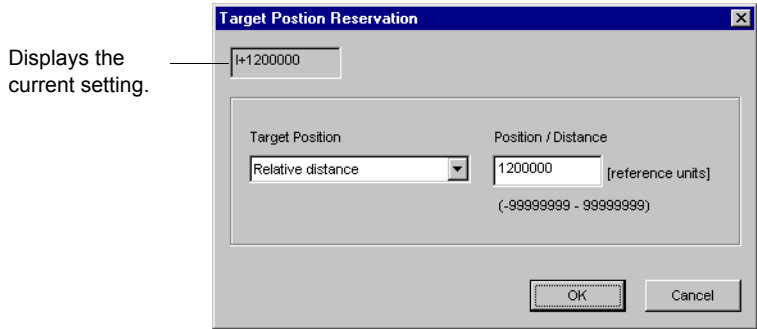 Target Postion Reservation
Displays the
current setting.
I+1200000
Target Position
Position / Distance
Relative distance
1200000
[reference units]
(-99999999 - 99999999)
OK
Cancel